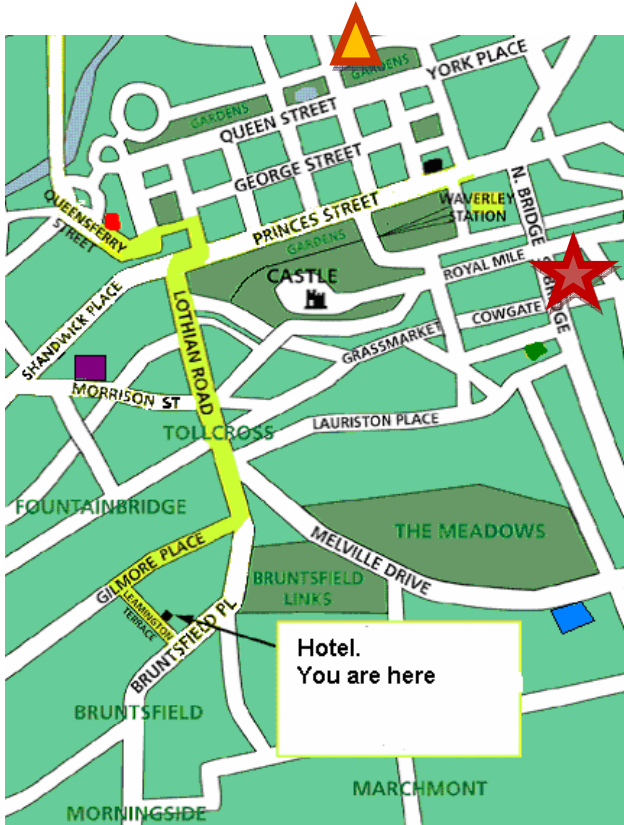 YORK PLACE
GARDENS
GARDENS
QUEEN STREET
GEORGE STREET
N. BRIDGE
PRINCES STREET
WAVERLEY
STATION
QUEENSFERRY
STREET
GARDENS
ROYAL MILE
CASTLE
SHANDWICK PLACE
LOTHIAN ROAD
COWGATE
BRIDGE
GRASSMARKET
MORRISON ST
LAURISTON PLACE
TOLLCROSS
FOUNTAINBRIDGE
THE MEADOWS
MELVILLE DRIVE
GILMORE PLACE
BRUNTSFIELD
LINKS
LEAMINGTON
TERRACE
BRUNTSFIELD PL
Hotel.
You are here
BRUNTSFIELD
MARCHMONT
MORNINGSIDE